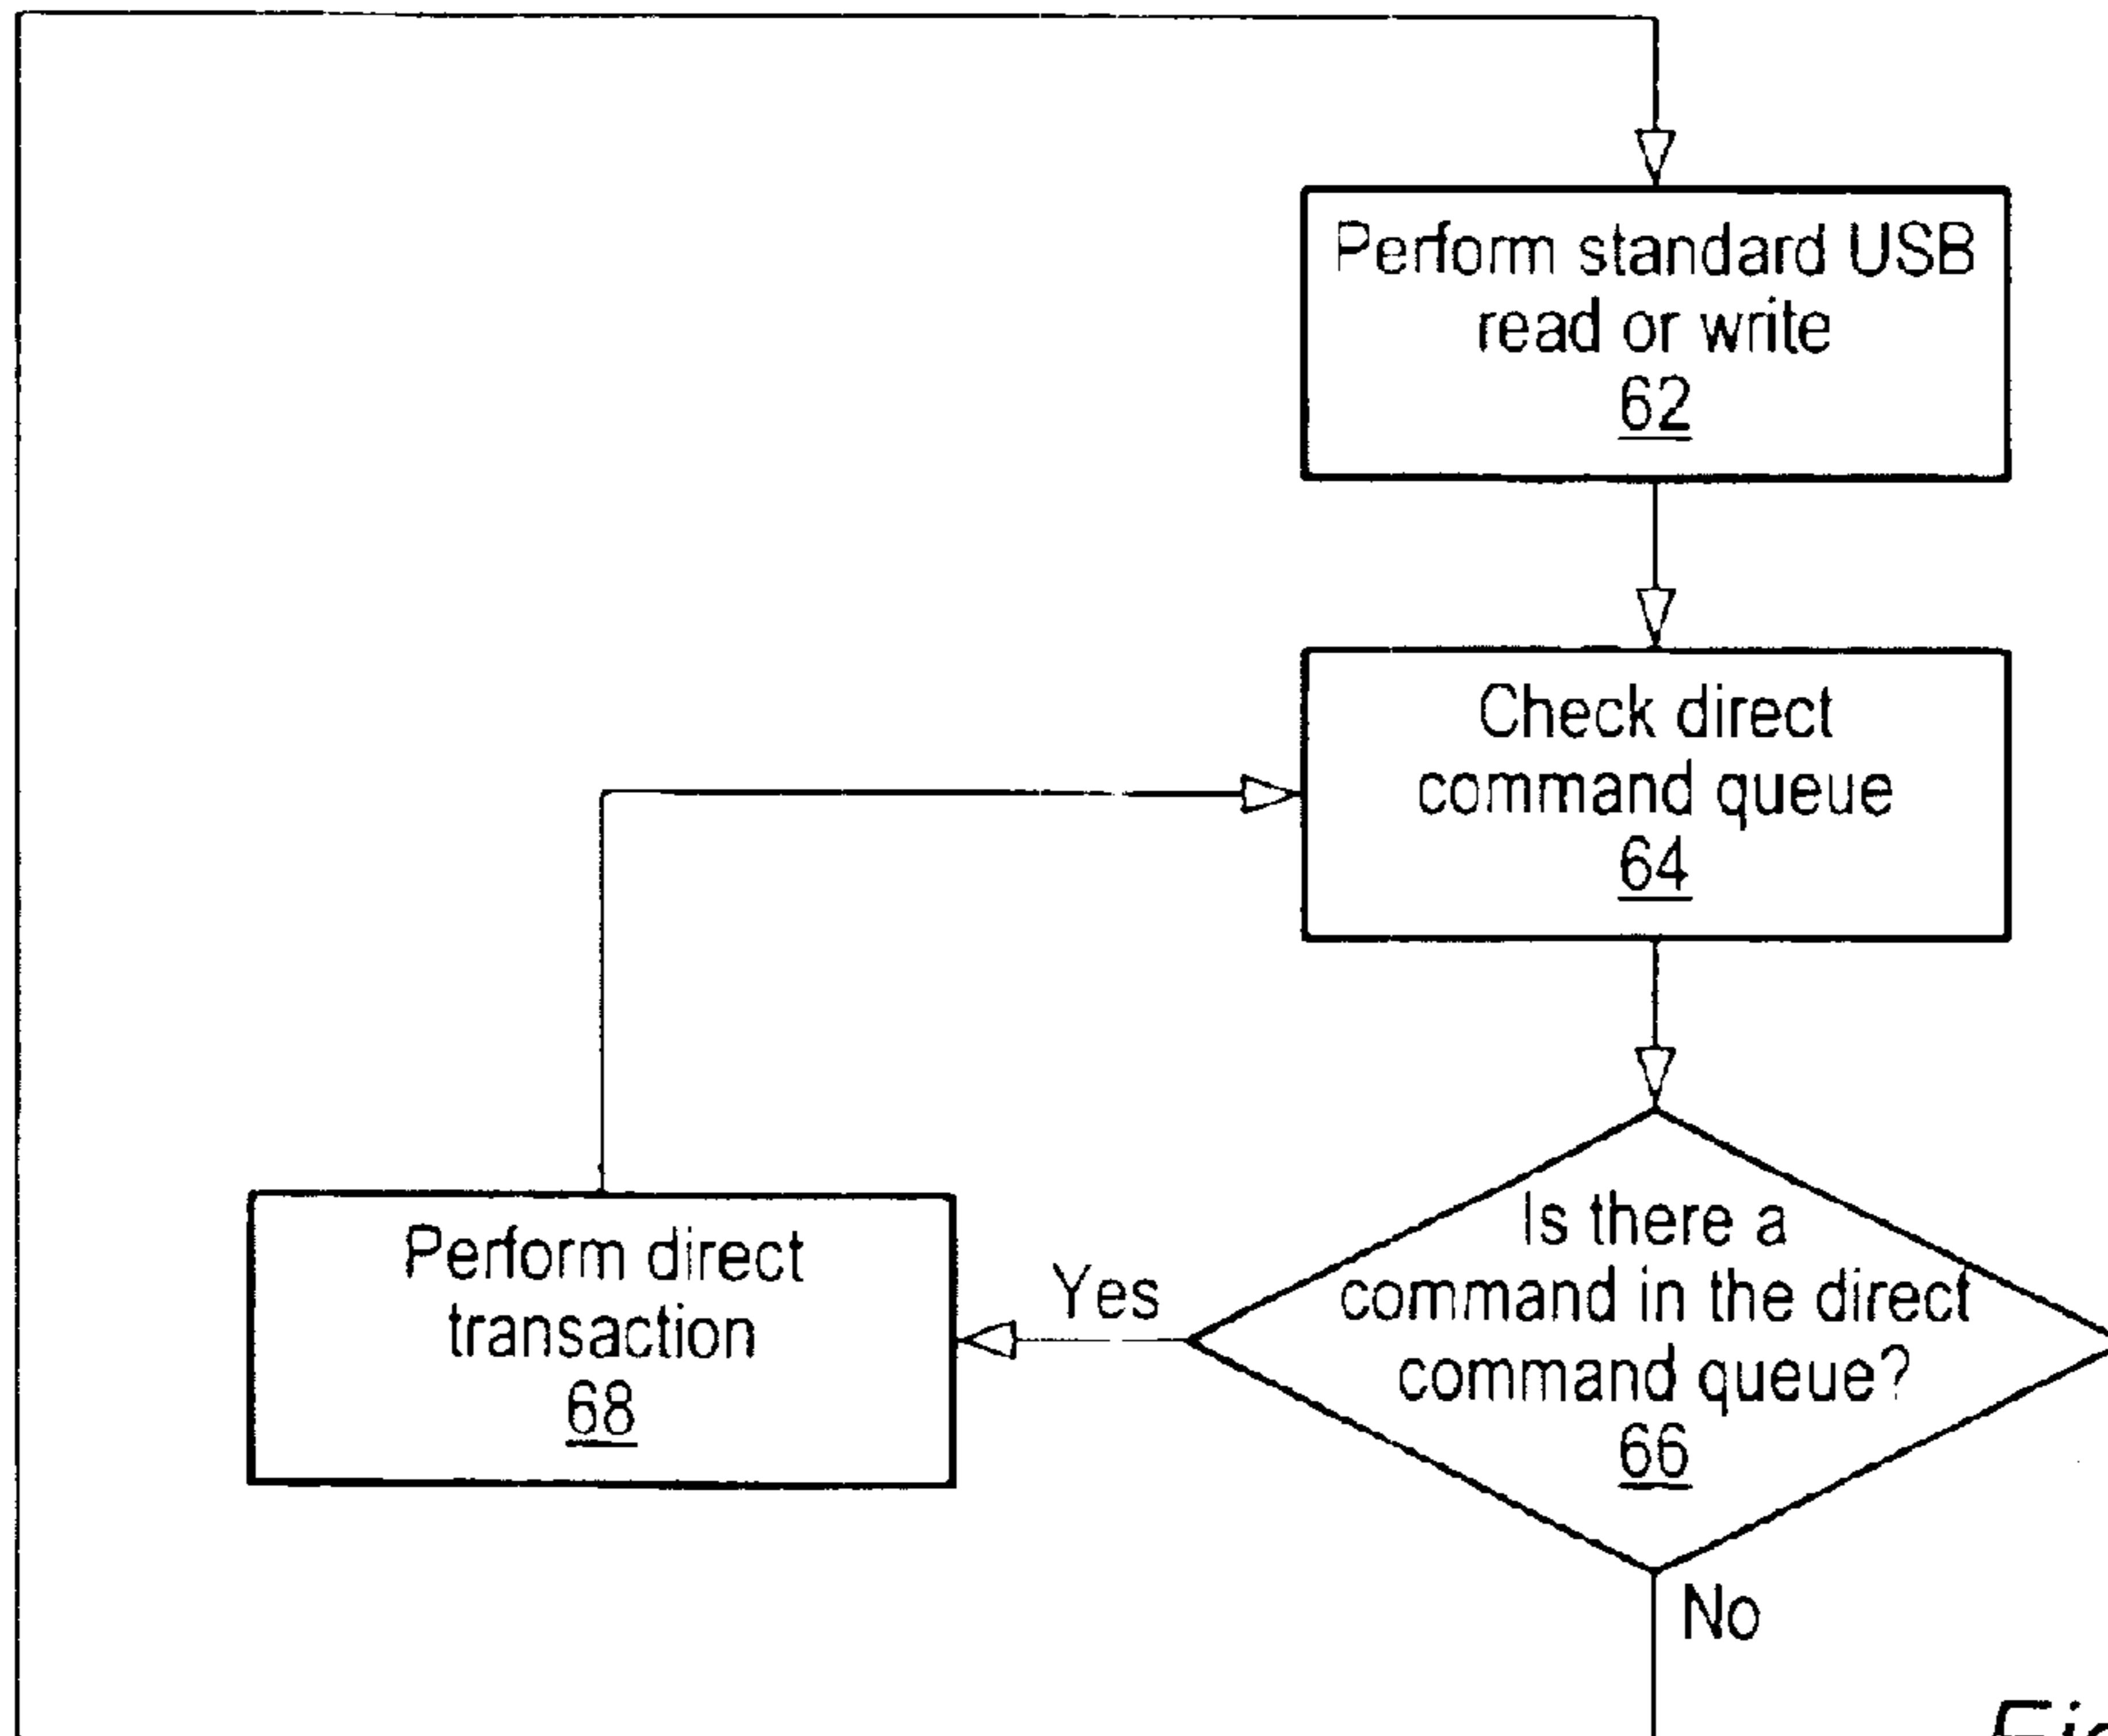 Perform standard USB
read or write
62
Check direct
command queue
64
Is there a
command in the direct
command queue?
66
Yes
Perform direct
transaction
68
No